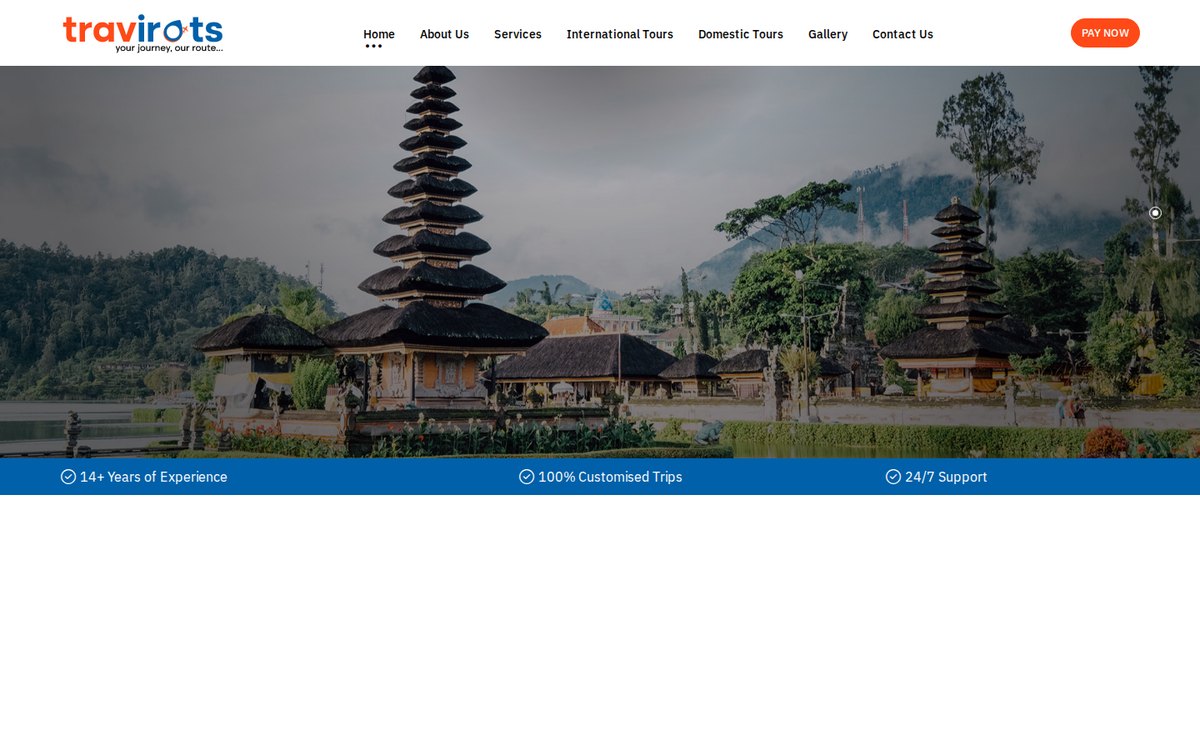 travirots
your journey, our route...
Home
About Us
Services
International Tours
Domestic Tours
Gallery
Contact Us
PAY NOW
14+ Years of Experience
100% Customised Trips
24/7 Support